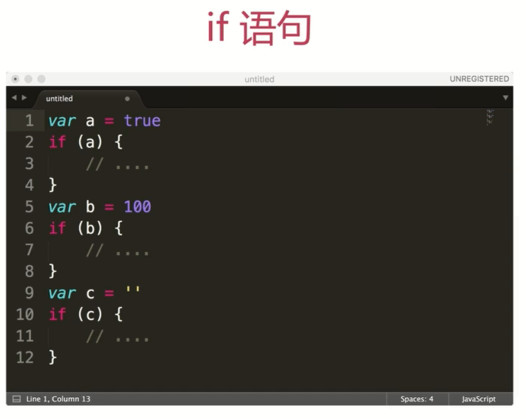 if 语句
untitled
UNREGISTERED
untitled
1 var a = true
2 if (a) {
3     // ....
4 }
5 var b = 100
6 if (b) {
7     // ....
8 }
9 var c = ''
10 if (c) {
11     // ....
12 }
Line 1, Column 13
Spaces: 4
JavaScript